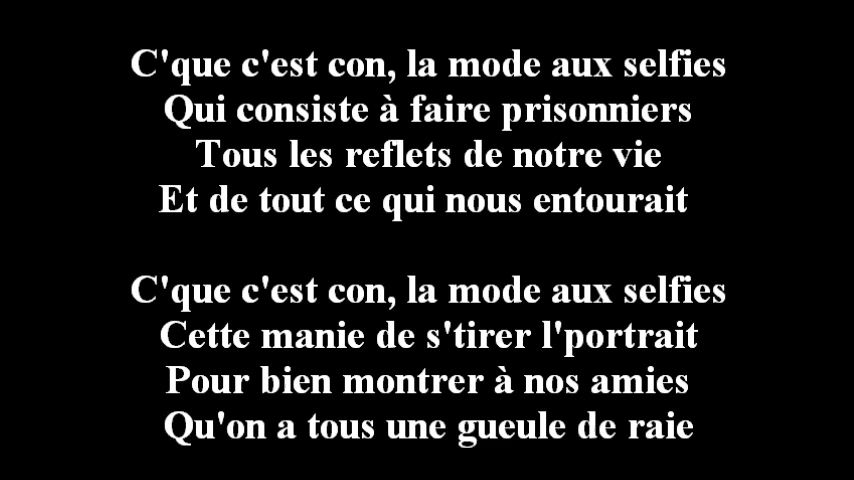 C'que c'est con, la mode aux selfies
Qui consiste à faire prisonniers
Tous les reflets de notre vie
Et de tout ce qui nous entourait
C'que c'est con, la mode aux selfies
Cette manie de s'tirer l'portrait
Pour bien montrer à nos amies
Qu'on a tous une gueule de raie